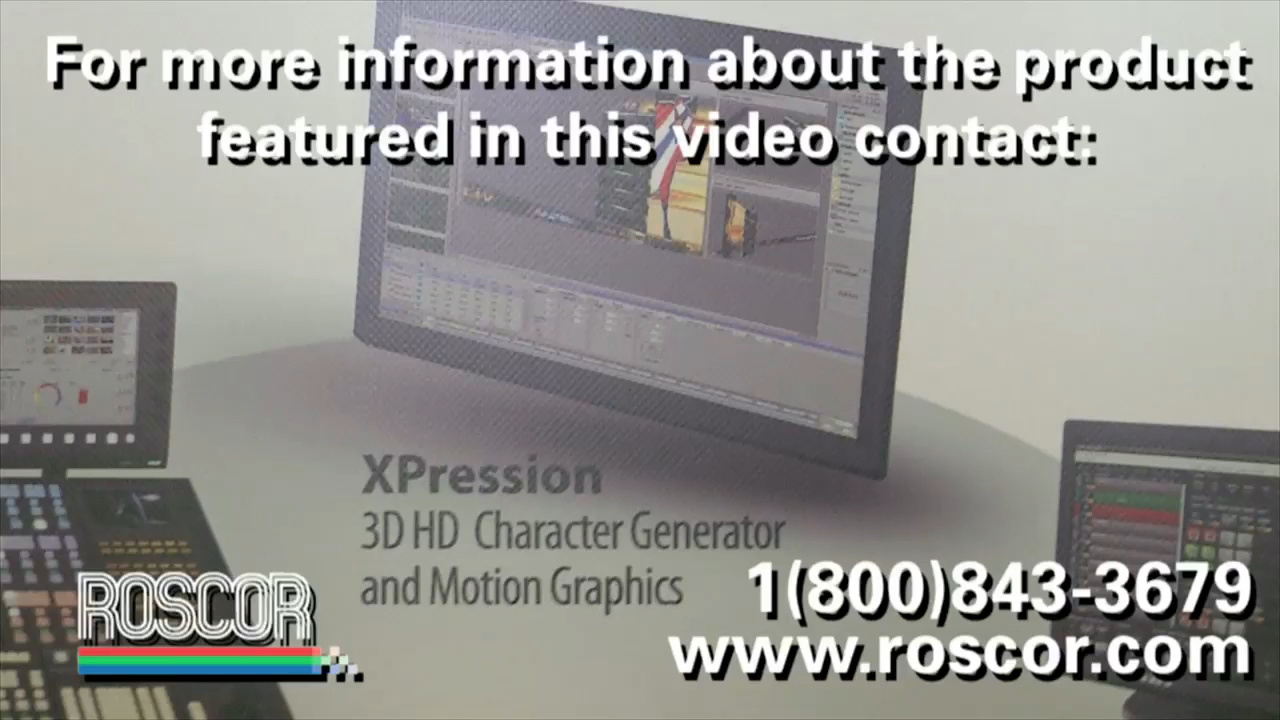 For more information about the product
featured in this video contact:
XPression
3D HD Character Generator
and Motion Graphics
1(800)843-3679
www.roscor.com
ROSCOR